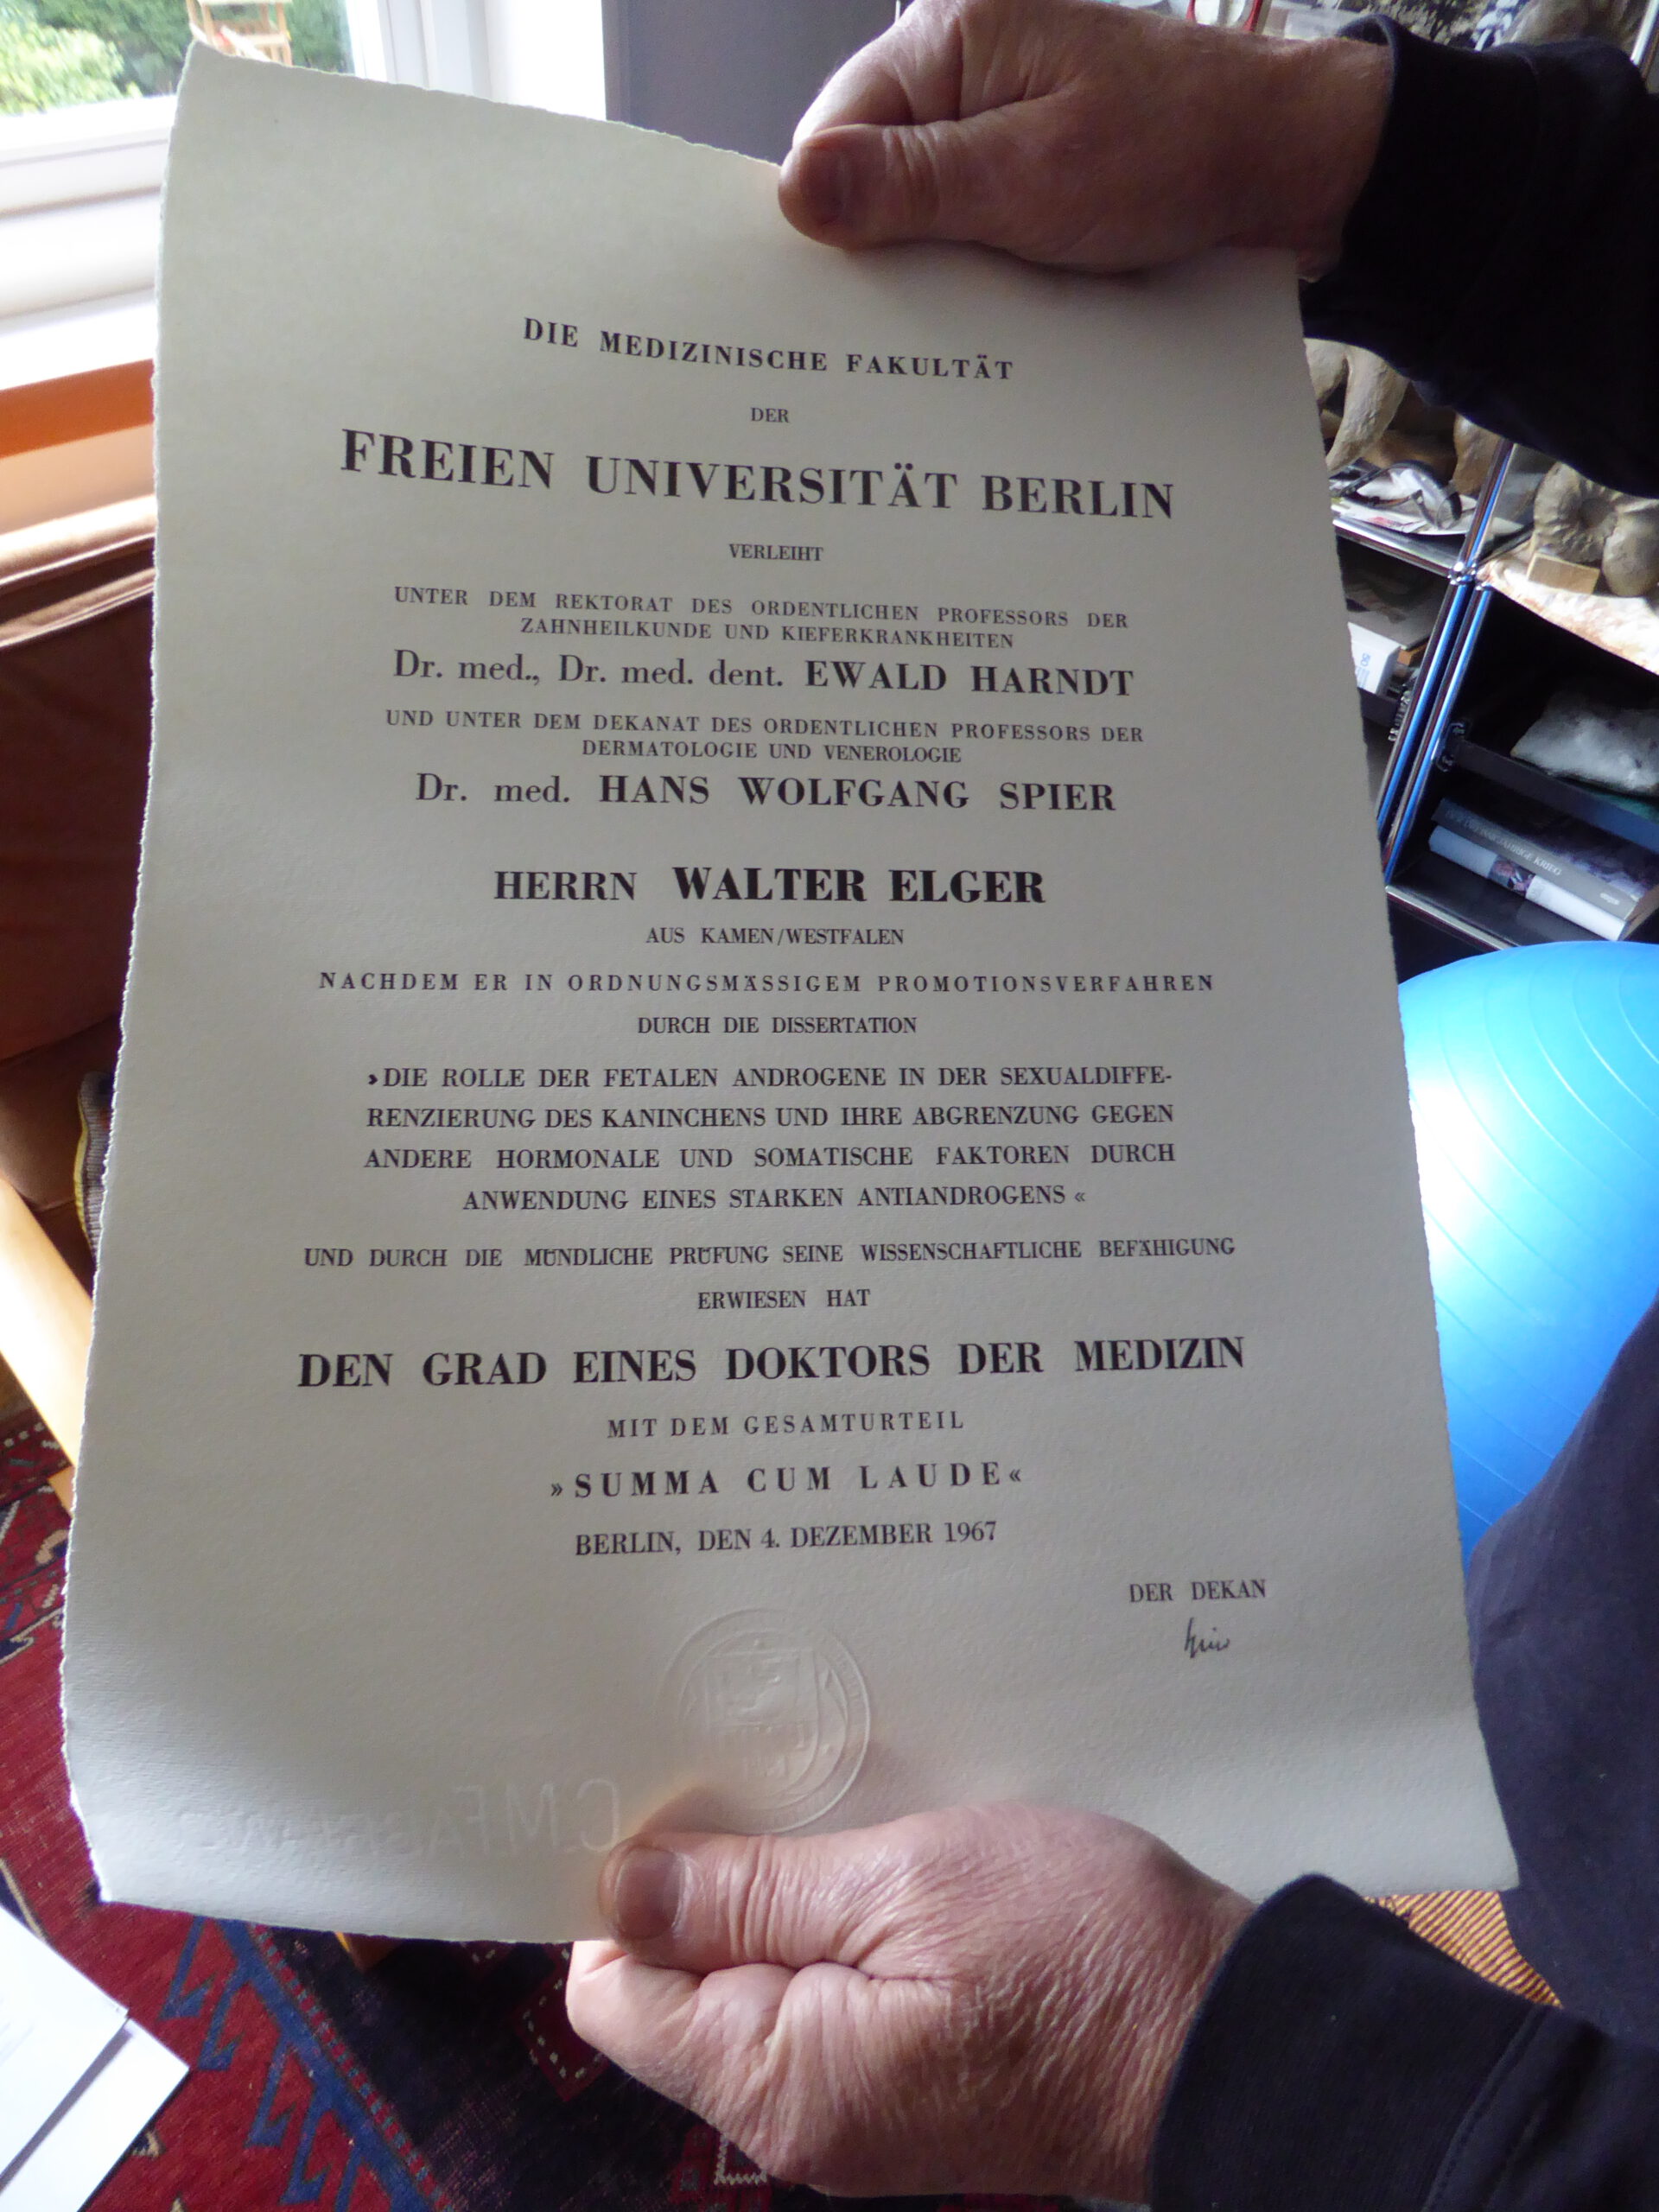 DIE MEDIZINISCHE FAKULTÄT
DER
FREIEN UNIVERSITÄT BERLIN
VERLEIHT
UNTER DEM REKTORAT DES ORDENTLICHEN PROFESSORS DER
ZAHNHEILKUNDE UND KIEFERKRANKHEITEN
Dr. med., Dr. med. dent. EWALD HARNDT
UND UNTER DEM DEKANAT DES ORDENTLICHEN PROFESSORS DER
DERMATOLOGIE UND VENEROLOGIE
Dr. med. HANS WOLFGANG SPIER
HERRN WALTER ELGER
AUS KAMEN/WESTFALEN
NACHDEM ER IN ORDNUNGSMÄSSIGEM PROMOTIONSVERFAHREN
DURCH DIE DISSERTATION
›DIE ROLLE DER FETALEN ANDROGENE IN DER SEXUALDIFFE-
RENZIERUNG DES KANINCHENS UND IHRE ABGRENZUNG GEGEN
ANDERE HORMONALE UND SOMATISCHE FAKTOREN DURCH
ANWENDUNG EINES STARKEN ANTIANDROGENS «
UND DURCH DIE MÜNDLICHE PRÜFUNG SEINE WISSENSCHAFTLICHE BEFÄHIGUNG
ERWIESEN HAT
DEN GRAD EINES DOKTORS DER MEDIZIN
MIT DEM GESAMTURTEIL
»SUMMA CUM LAUDE«
BERLIN, DEN 4. DEZEMBER 1967
DER DEKAN